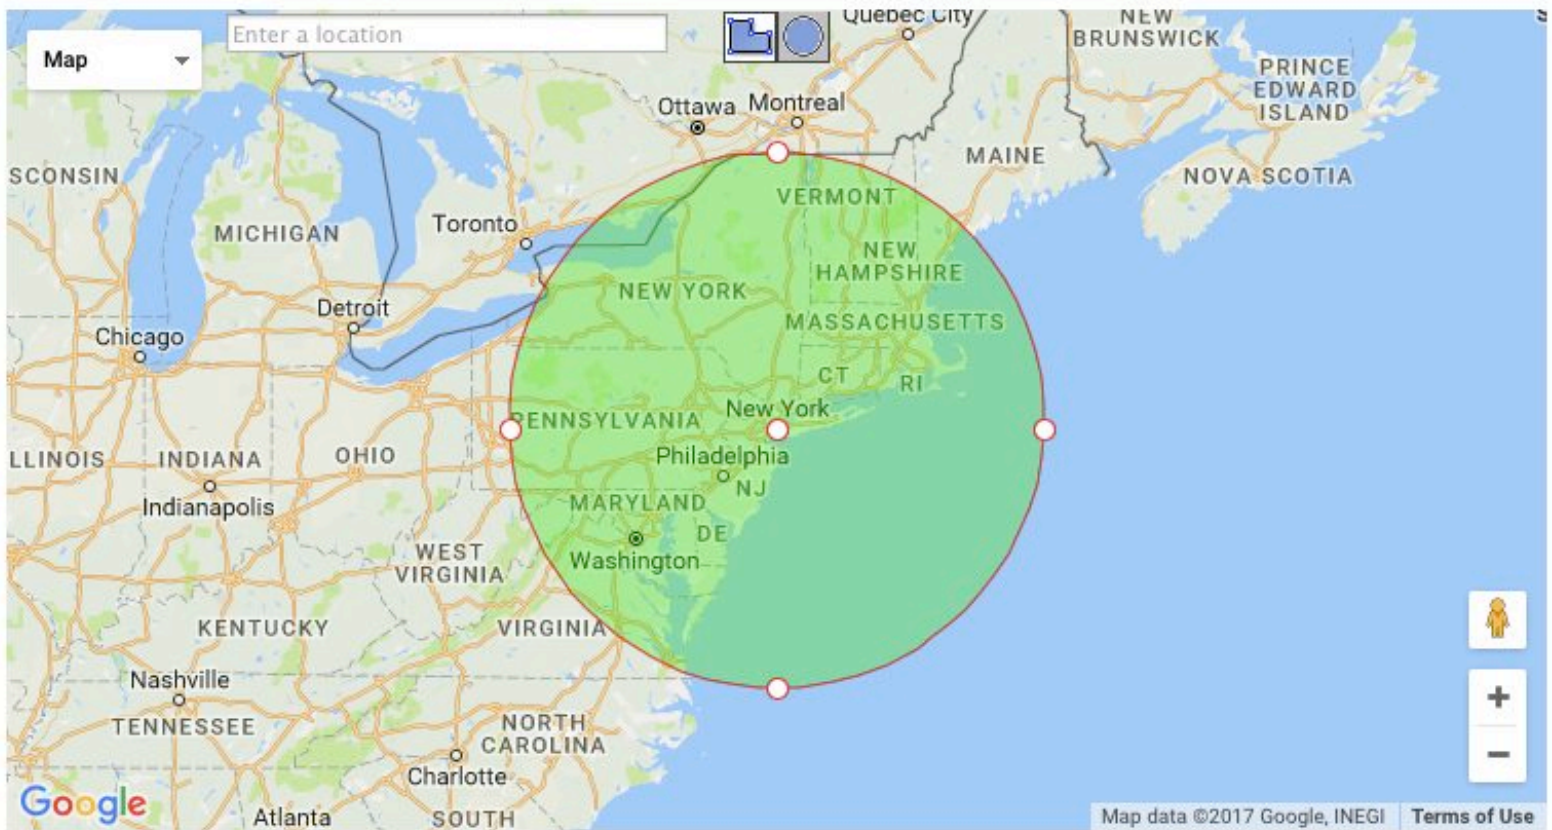 Quebec City
NEW
BRUNSWICK
Enter a location
Map
PRINCE
EDWARD
ISLAND
Ottawa
Montreal
MAINE
SCONSIN
NOVA SCOTIA
VERMONT
Toronto
MICHIGAN
NEW
HAMPSHIRE
NEW YORK
Detroit
MASSACHUSETTS
Chicago
CT
RI
New York
PENNSYLVANIA
LLINOIS
INDIANA
OHIO
Philadelphia
NJ
Indianapolis
MARYLAND
DE
WEST
VIRGINIA
Washington
KENTUCKY
VIRGINIA
Nashville
TENNESSEE
NORTH
CAROLINA
Charlotte
+
−
Google
Atlanta
SOUTH
Map data ©2017 Google, INEGI
Terms of Use